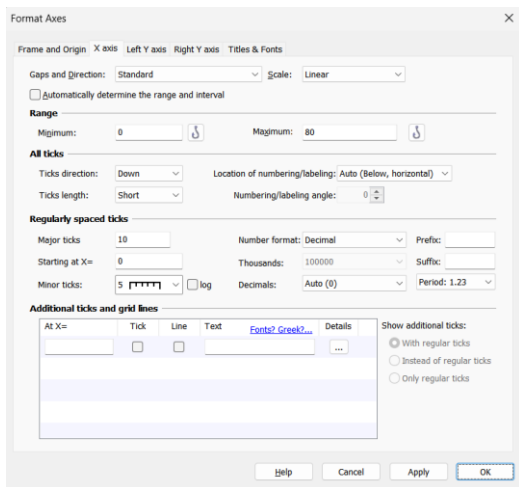 Format Axes
Frame and Origin X axis Left Y axis Right Y axis Titles & Fonts
Gaps and Direction: Standard Scale: Linear
Automatically determine the range and interval
Range
Minimum: 0 Maximum: 80
All ticks
Ticks direction: Down Location of numbering/labeling: Auto (Below, horizontal)
Ticks length: Short Numbering/labeling angle: 0
Regularly spaced ticks
Major ticks 10 Number format: Decimal Prefix:
Starting at X= 0 Thousands: 100000 Suffix:
Minor ticks: 5 log Decimals: Auto (0) Period: 1.23
Additional ticks and grid lines
At X= Tick Line Text Fonts? Greek?... Details Show additional ticks:
... With regular ticks
Instead of regular ticks
Only regular ticks
Help Cancel Apply OK